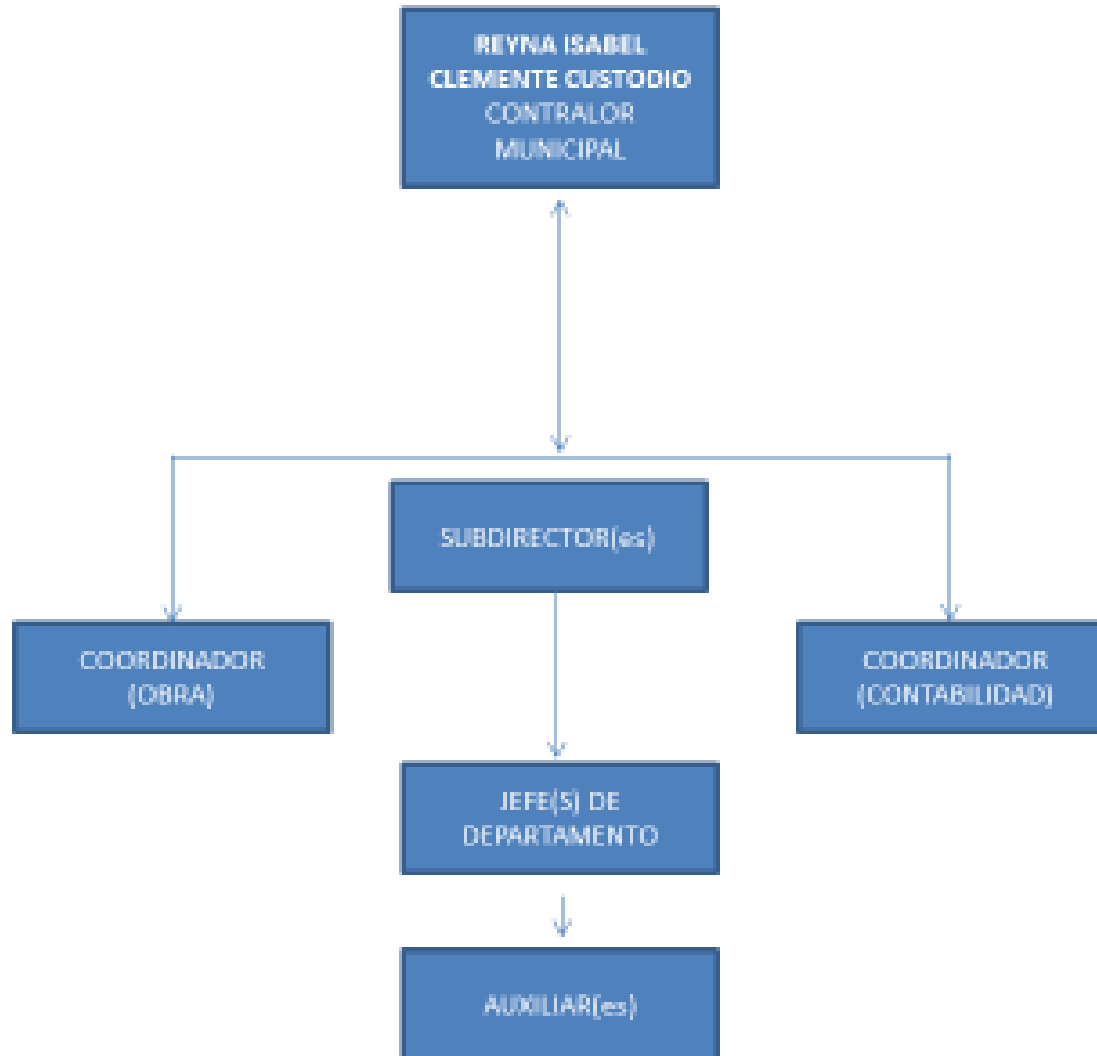 REYNA ISABEL
CLEMENTE CUSTODIO
CONTRALOR
MUNICIPAL
SUBDIRECTOR(es)
COORDINADOR
(OBRA)
COORDINADOR
(CONTABILIDAD)
JEFE(S) DE
DEPARTAMENTO
AUXILIAR(es)